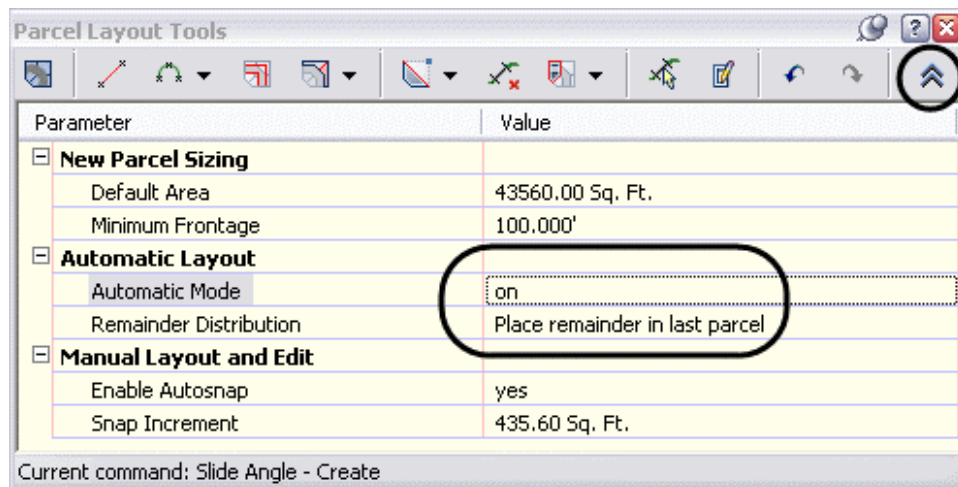 Parcel Layout Tools
Parameter Value
New Parcel Sizing
Default Area 43560.00 Sq. Ft.
Minimum Frontage 100.000'
Automatic Layout
Automatic Mode on
Remainder Distribution Place remainder in last parcel
Manual Layout and Edit
Enable Autosnap yes
Snap Increment 435.60 Sq. Ft.
Current command: Slide Angle - Create